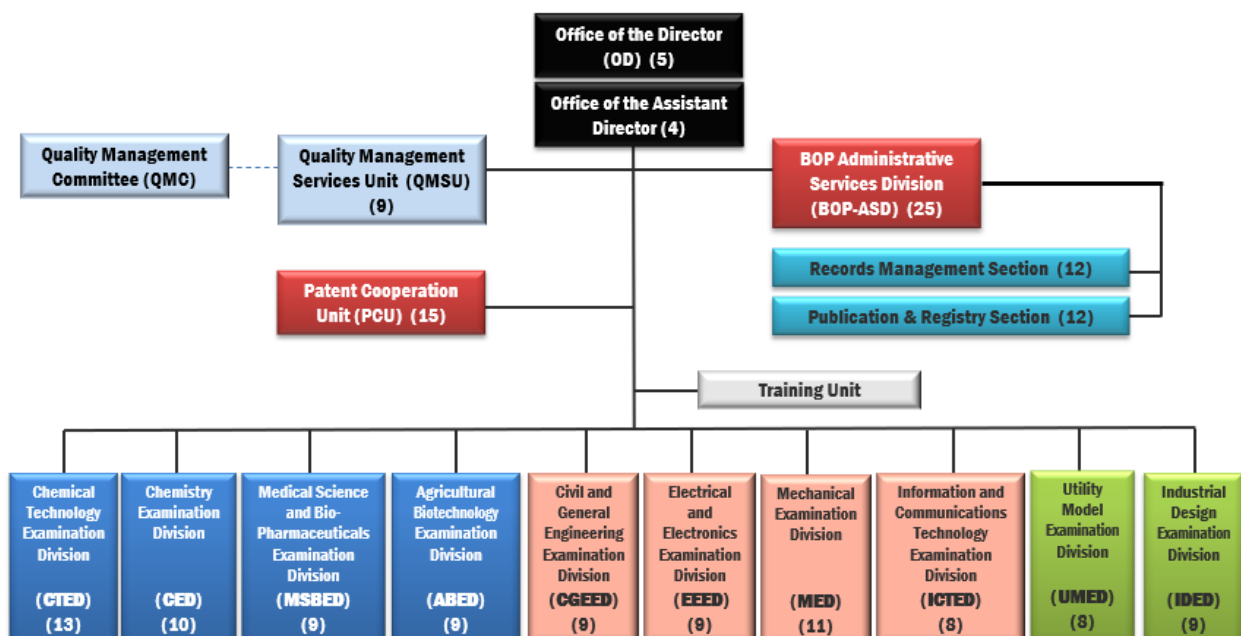 Office of the Director
(OD) (5)
Office of the Assistant
Director (4)
Quality Management
Committee (QMC)
Quality Management
Services Unit (QMSU)
(9)
BOP Administrative
Services Division
(BOP-ASD) (25)
Records Management Section (12)
Publication & Registry Section (12)
Patent Cooperation
Unit (PCU) (15)
Training Unit
Chemical
Technology
Examination
Division
(CTED)
(13)
Chemistry
Examination
Division
(CED)
(10)
Medical Science
and Bio-
Pharmaceuticals
Examination
Division
(MSBED)
(9)
Agricultural
Biotechnology
Examination
Division
(ABED)
(9)
Civil and
General
Engineering
Examination
Division
(CGEED)
(9)
Electrical
and
Electronics
Examination
Division
(EEED)
(9)
Mechanical
Examination
Division
(MED)
(11)
Information and
Communications
Technology
Examination
Division
(ICTED)
(8)
Utility
Model
Examination
Division
(UMED)
(8)
Industrial
Design
Examination
Division
(IDED)
(9)